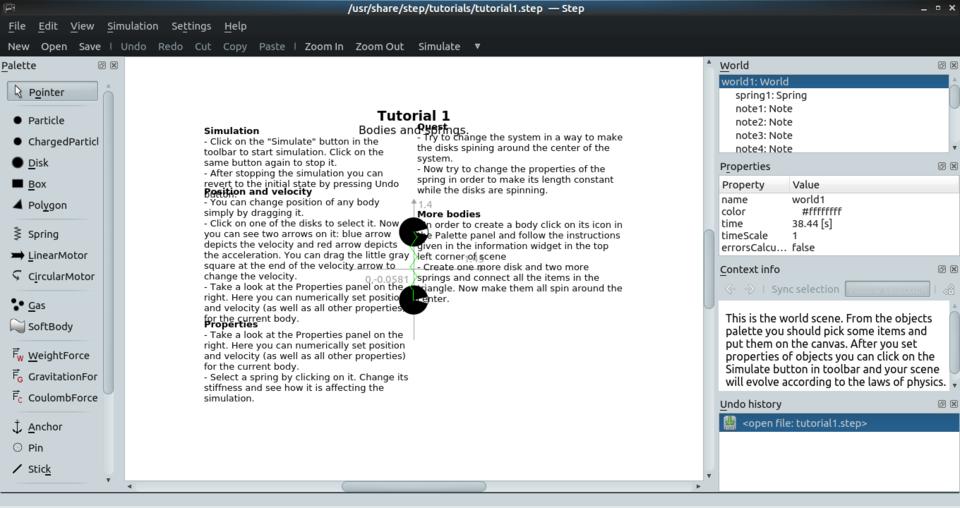 /usr/share/step/tutorials/tutorial1.step — Step
File Edit View Simulation Settings Help
New Open Save Undo Redo Cut Copy Paste Zoom In Zoom Out Simulate
Palette
Pointer
Particle
ChargedParticl
Disk
Box
Polygon
Spring
LinearMotor
CircularMotor
Gas
SoftBody
WeightForce
GravitationFor
CoulombForce
Anchor
Pin
Stick
Tutorial 1
Bodies and springs.
Simulation
- Click on the "Simulate" button in the
toolbar to start simulation. Click on the
same button again to stop it.
- After stopping the simulation you can
revert to the initial state by pressing Undo
button.
Position and velocity
- You can change position of any body
simply by dragging it.
- Click on one of the disks to select it. Now
you can see two arrows on it: blue arrow
depicts the velocity and red arrow depicts
the acceleration. You can drag the little gray
square at the end of the velocity arrow to
change the velocity.
- Take a look at the Properties panel on the
right. Here you can numerically set position
and velocity (as well as all other properties)
for the current body.
Properties
- Take a look at the Properties panel on the
right. Here you can numerically set position
and velocity (as well as all other properties)
for the current body.
- Select a spring by clicking on it. Change its
stiffness and see how it is affecting the
simulation.
Quest
- Try to change the system in a way to make
the disks spinning around the center of the
system.
- Now try to change the properties of the
spring in order to make its length constant
while the disks are spinning.
1.4
More bodies
- In order to create a body click on its icon in
the Palette panel and follow the instructions
given in the information widget in the top
left corner of scene
- Create one more disk and two more
springs and connect all the items in the
triangle. Now make them all spin around the
center.
0,-0.0581
World
world1: World
spring1: Spring
note1: Note
note2: Note
note3: Note
note4: Note
Properties
Property Value
name world1
color #ffffffff
time 38.44 [s]
timeScale 1
errorsCalcu... false
Context info
Sync selection
This is the world scene. From the objects
palette you should pick some items and
put them on the canvas. After you set
properties of objects you can click on the
Simulate button in toolbar and your scene
will evolve according to the laws of physics.
Undo history
<open file: tutorial1.step>